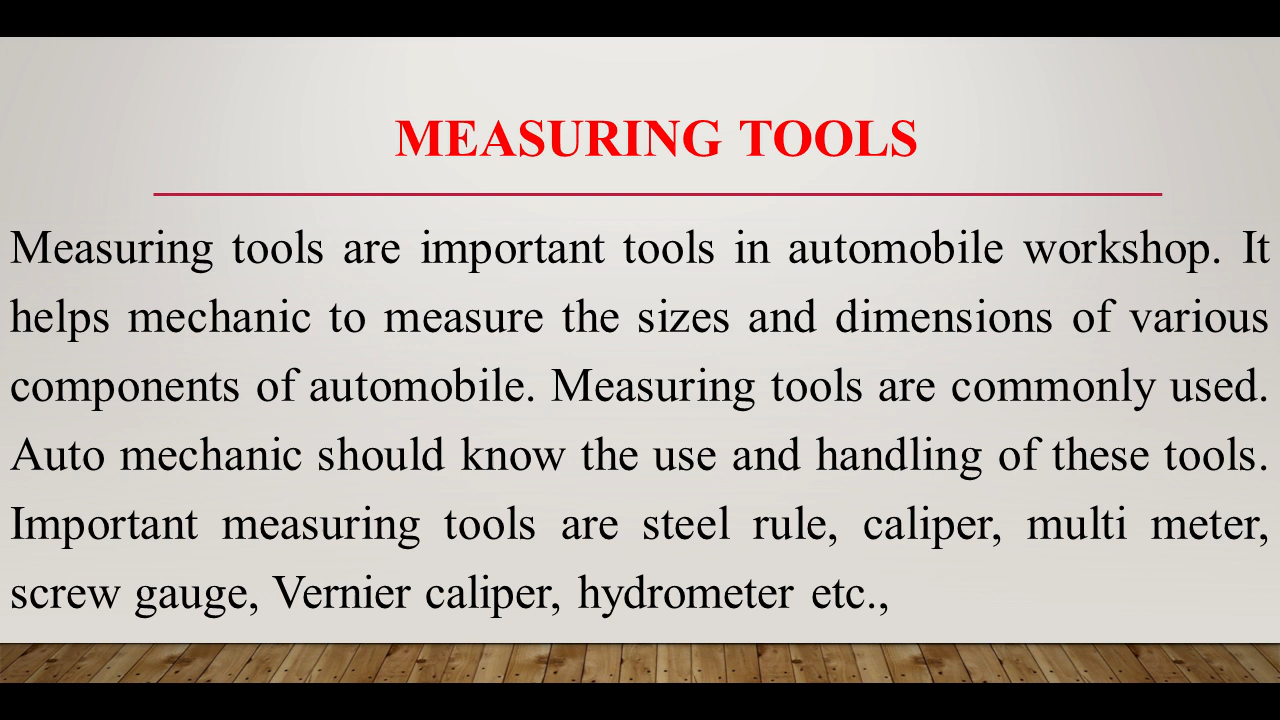 MEASURING TOOLS
Measuring tools are important tools in automobile workshop. It
helps mechanic to measure the sizes and dimensions of various
components of automobile. Measuring tools are commonly used.
Auto mechanic should know the use and handling of these tools.
Important measuring tools are steel rule, caliper, multi meter,
screw gauge, Vernier caliper, hydrometer etc.,